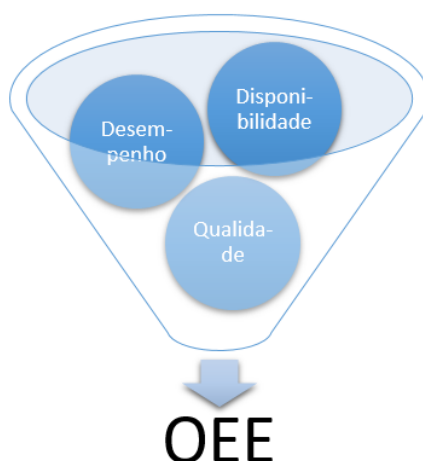 Disponi-
bilidade
Desem-
penho
Qualida-
de
OEE